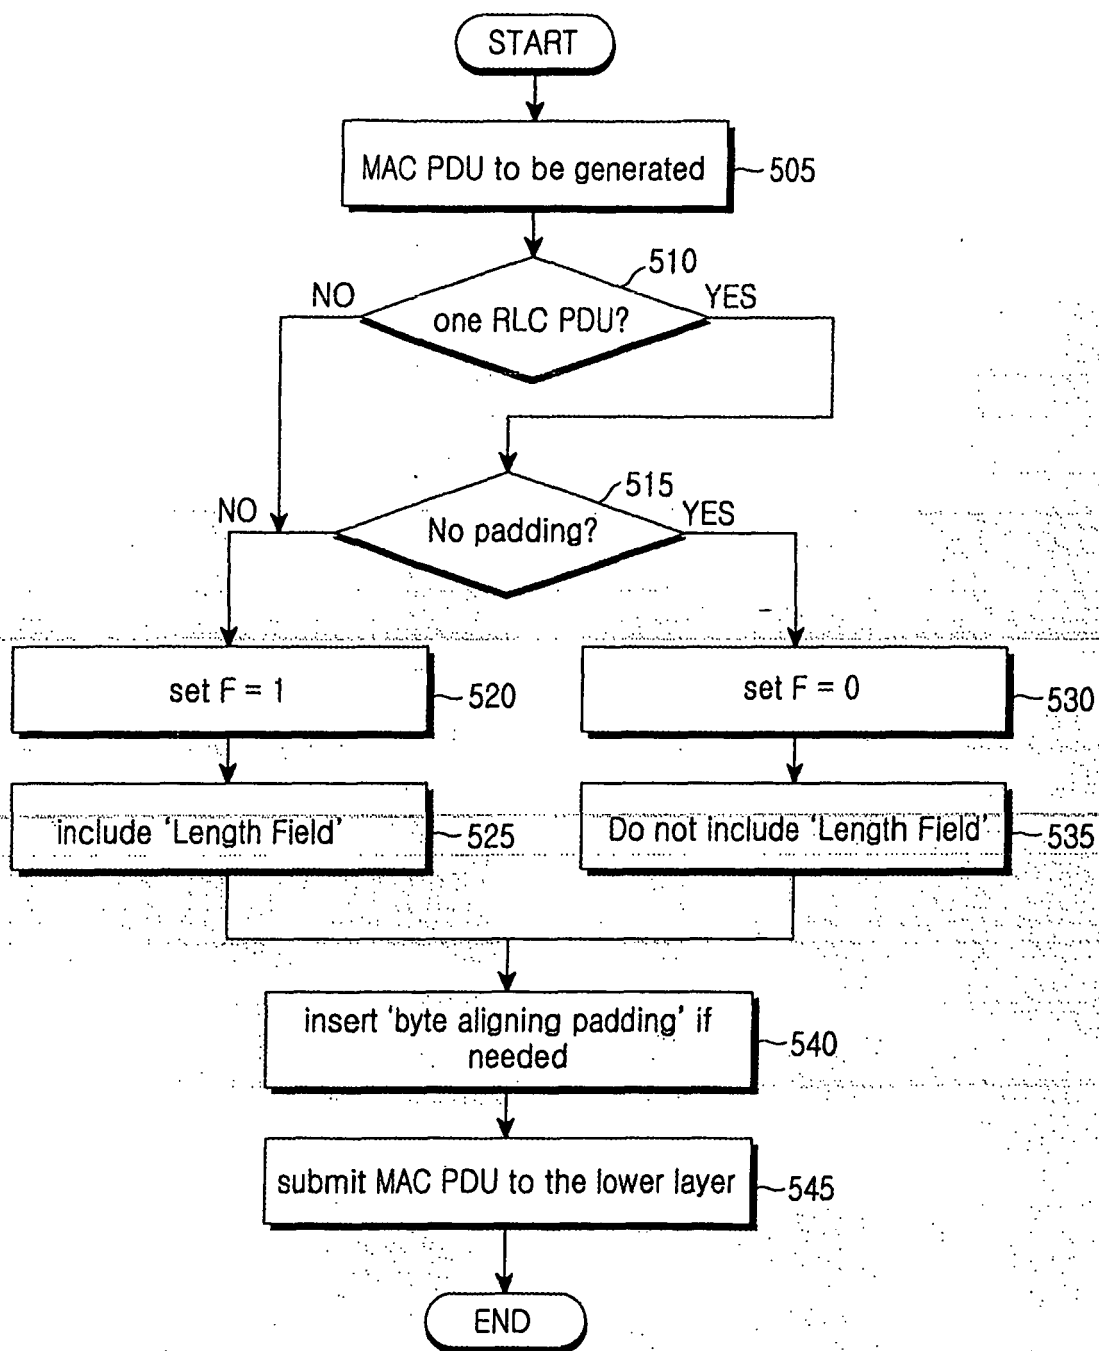 START
MAC PDU to be generated
505
510
NO
YES
one RLC PDU?
515
NO
YES
No padding?
set F = 1
520
set F = 0
530
include 'Length Field'
525
Do not include 'Length Field'
535
insert 'byte aligning padding' if
needed
540
submit MAC PDU to the lower layer
545
END